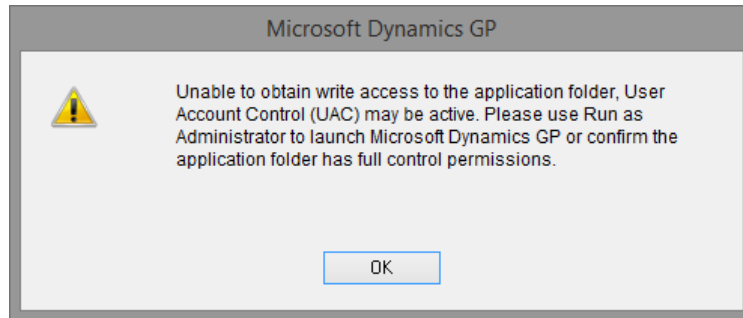 Microsoft Dynamics GP
Unable to obtain write access to the application folder, User
Account Control (UAC) may be active. Please use Run as
Administrator to launch Microsoft Dynamics GP or confirm the
application folder has full control permissions.
OK